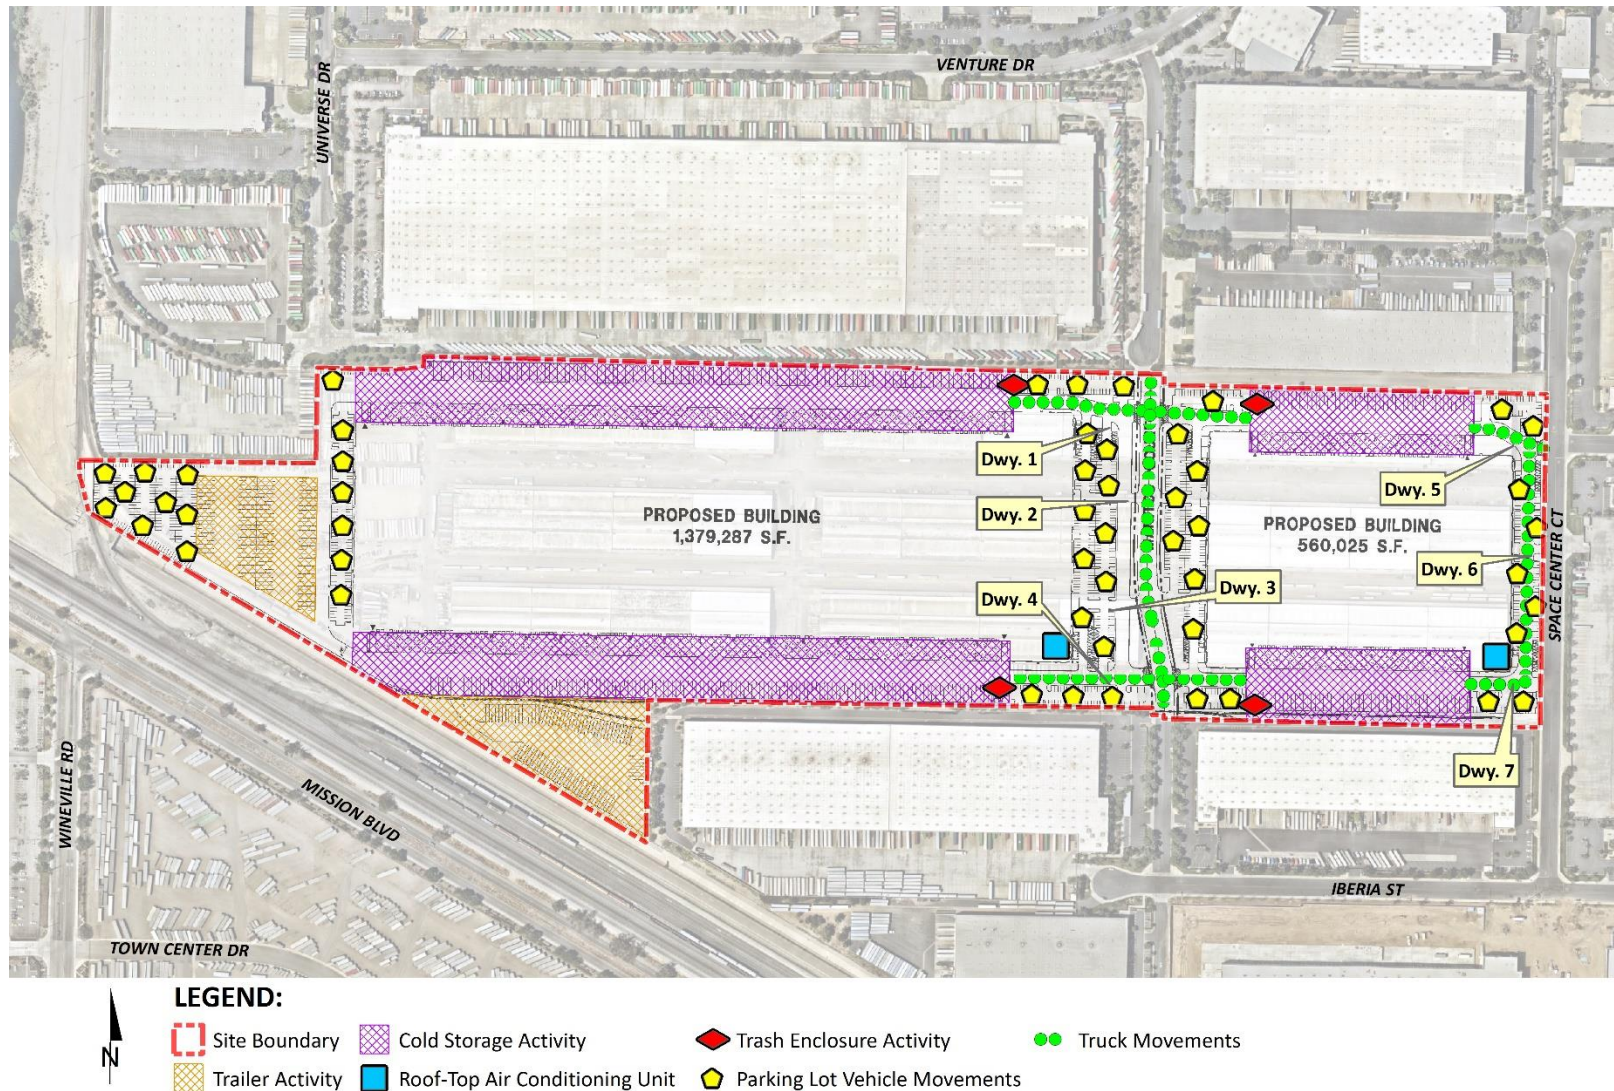 VENTURE DR
UNIVERSE DR
Dwy. 1
Dwy. 2
Dwy. 5
PROPOSED BUILDING
1,379,287 S.F.
PROPOSED BUILDING
560,025 S.F.
Dwy. 6
SPACE CENTER CT
Dwy. 3
Dwy. 4
Dwy. 7
WINEVILLE RD
MISSION BLVD
IBERIA ST
TOWN CENTER DR
N
LEGEND:
Site Boundary
Cold Storage Activity
Trash Enclosure Activity
Truck Movements
Trailer Activity
Roof-Top Air Conditioning Unit
Parking Lot Vehicle Movements